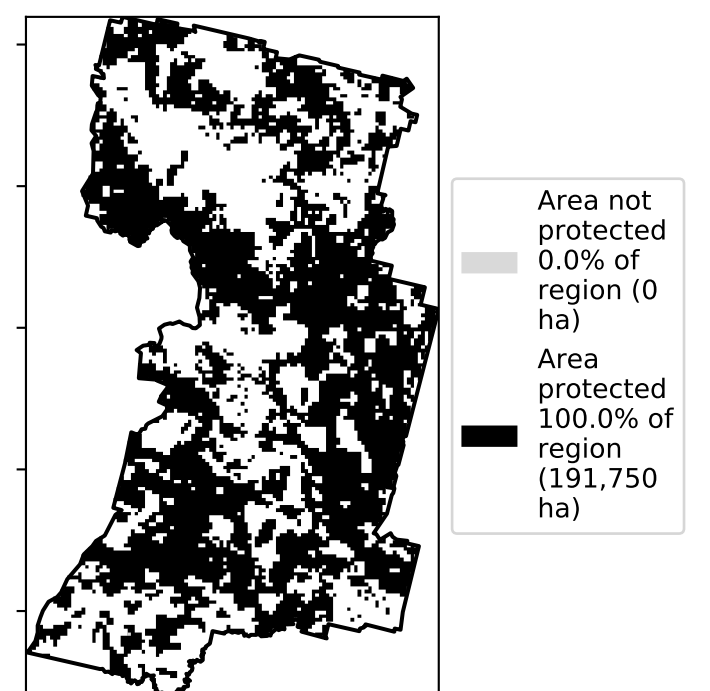 Area not
protected
0.0% of
region (0
ha)
Area
protected
100.0% of
region
(191,750
ha)